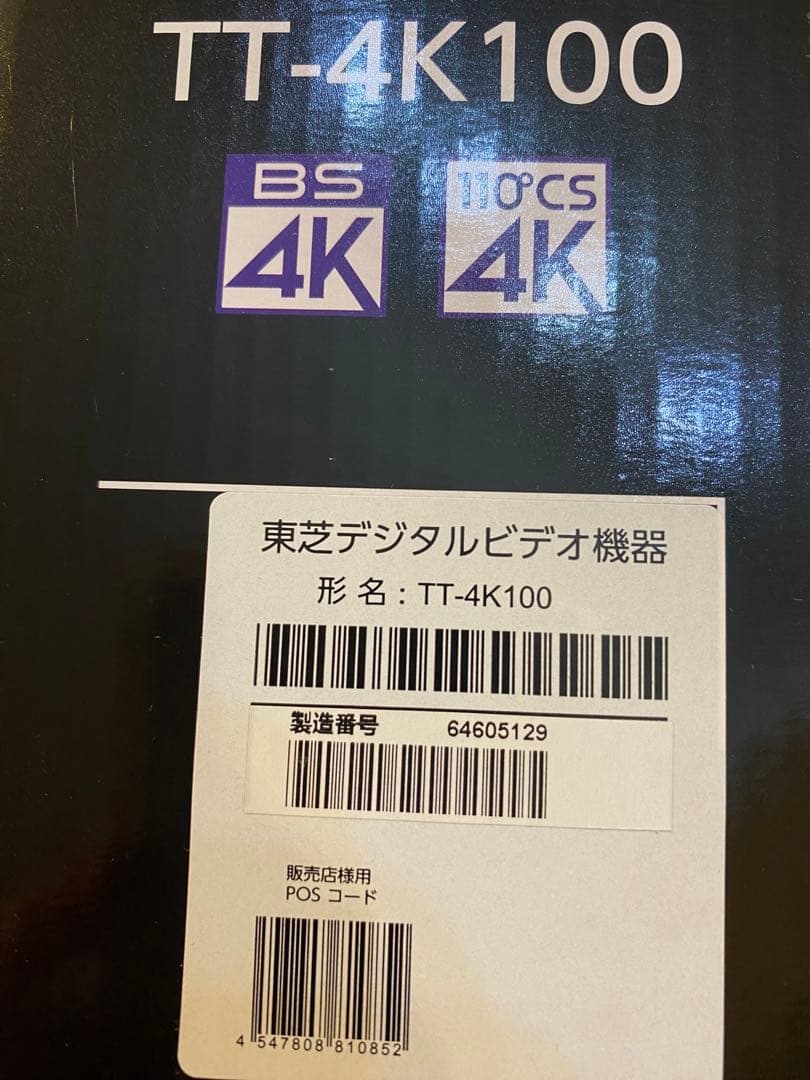 TT-4K100
BS
4K
110°CS
4K
東芝デジタルビデオ機器
形 名 : TT-4K100
製造番号 64605129
販売店様用
POS コード
4 547808 810852